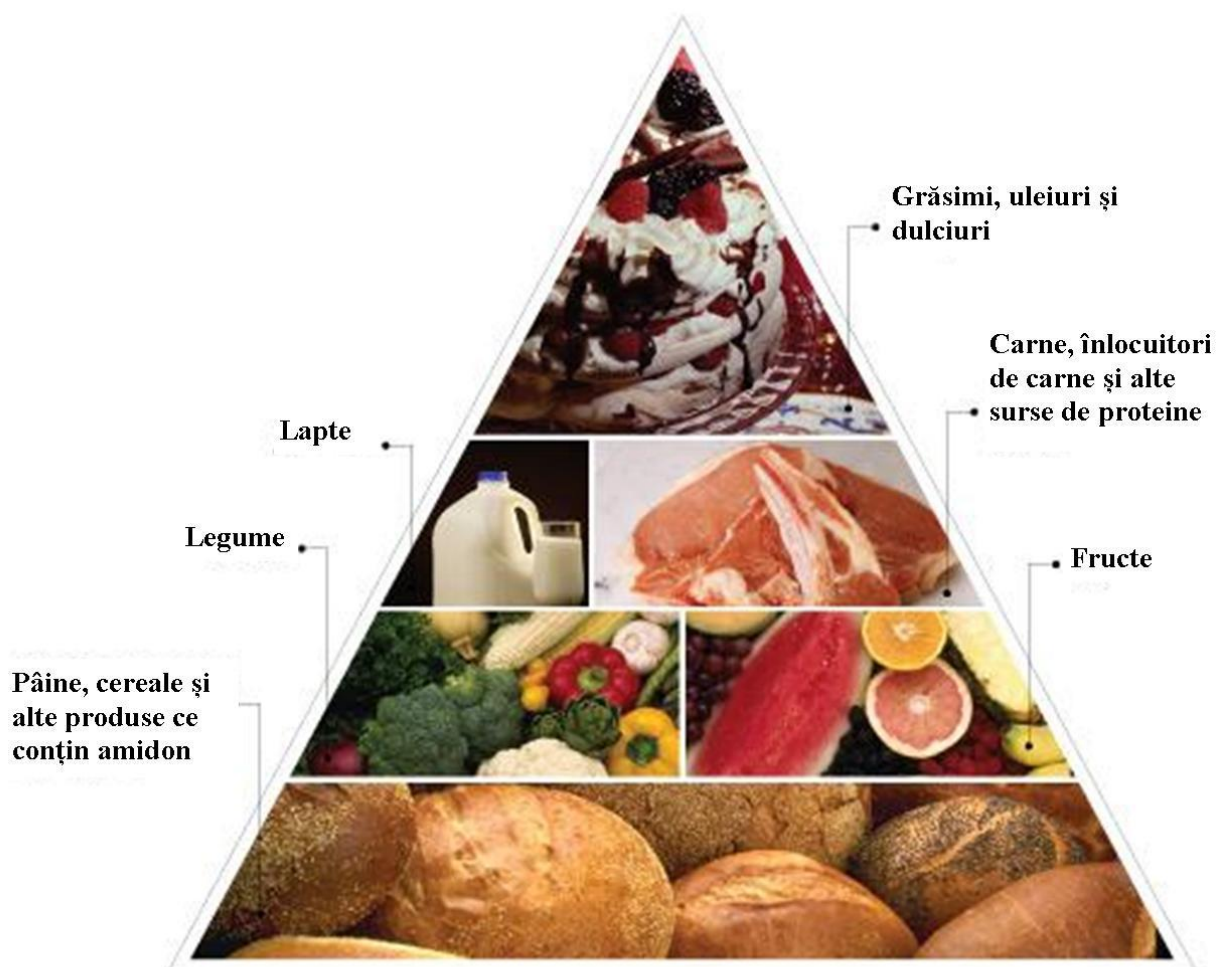 Grăsimi, uleiuri și
dulciuri
Carne, înlocuitori
de carne și alte
surse de proteine
Lapte
Legume
Fructe
Pâine, cereale și
alte produse ce
conțin amidon